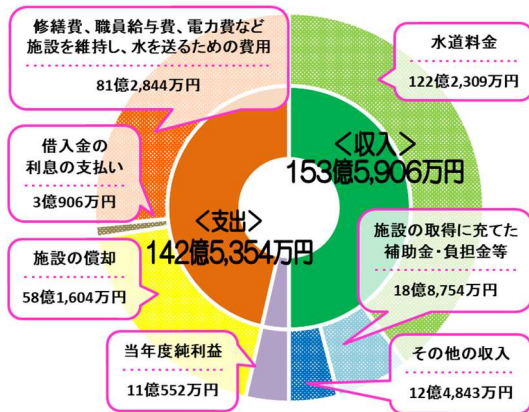 修繕費、職員給与費、電力費など
施設を維持し、水を送るための費用
81億2,844万円
水道料金
122億2,309万円
借入金の
利息の支払い
3億906万円
＜収入＞
153億5,906万円
＜支出＞
142億5,354万円
施設の取得に充てた
補助金・負担金等
18億8,754万円
施設の償却
58億1,604万円
当年度純利益
11億552万円
その他の収入
12億4,843万円